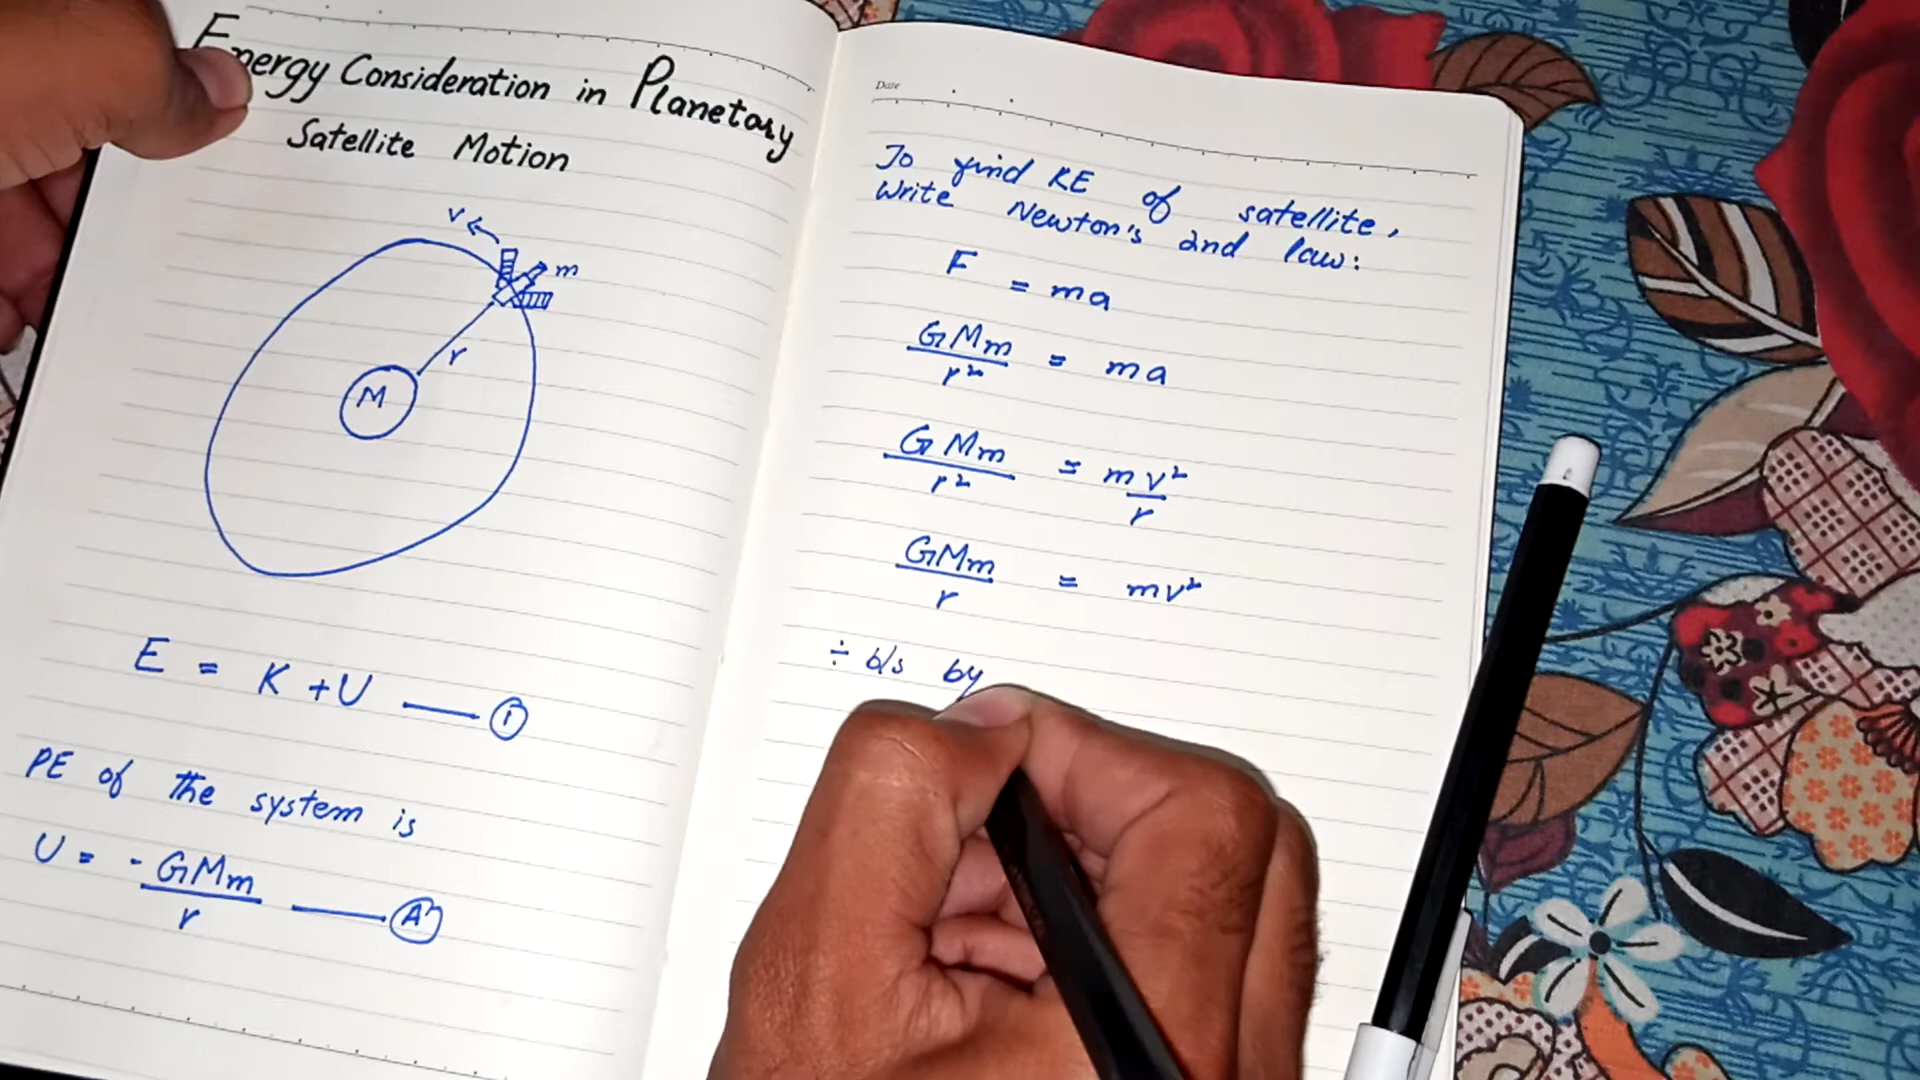 Energy Consideration in Planetary
Satellite Motion
v
m
r
M
E = K + U —— ①
PE of the system is
U = - GMm / r —— Ⓐ
Date
To find KE of satellite,
Write Newton's 2nd law:
F = ma
GMm / r² = ma
GMm / r² = m v² / r
GMm / r = mv²
÷ b/s by